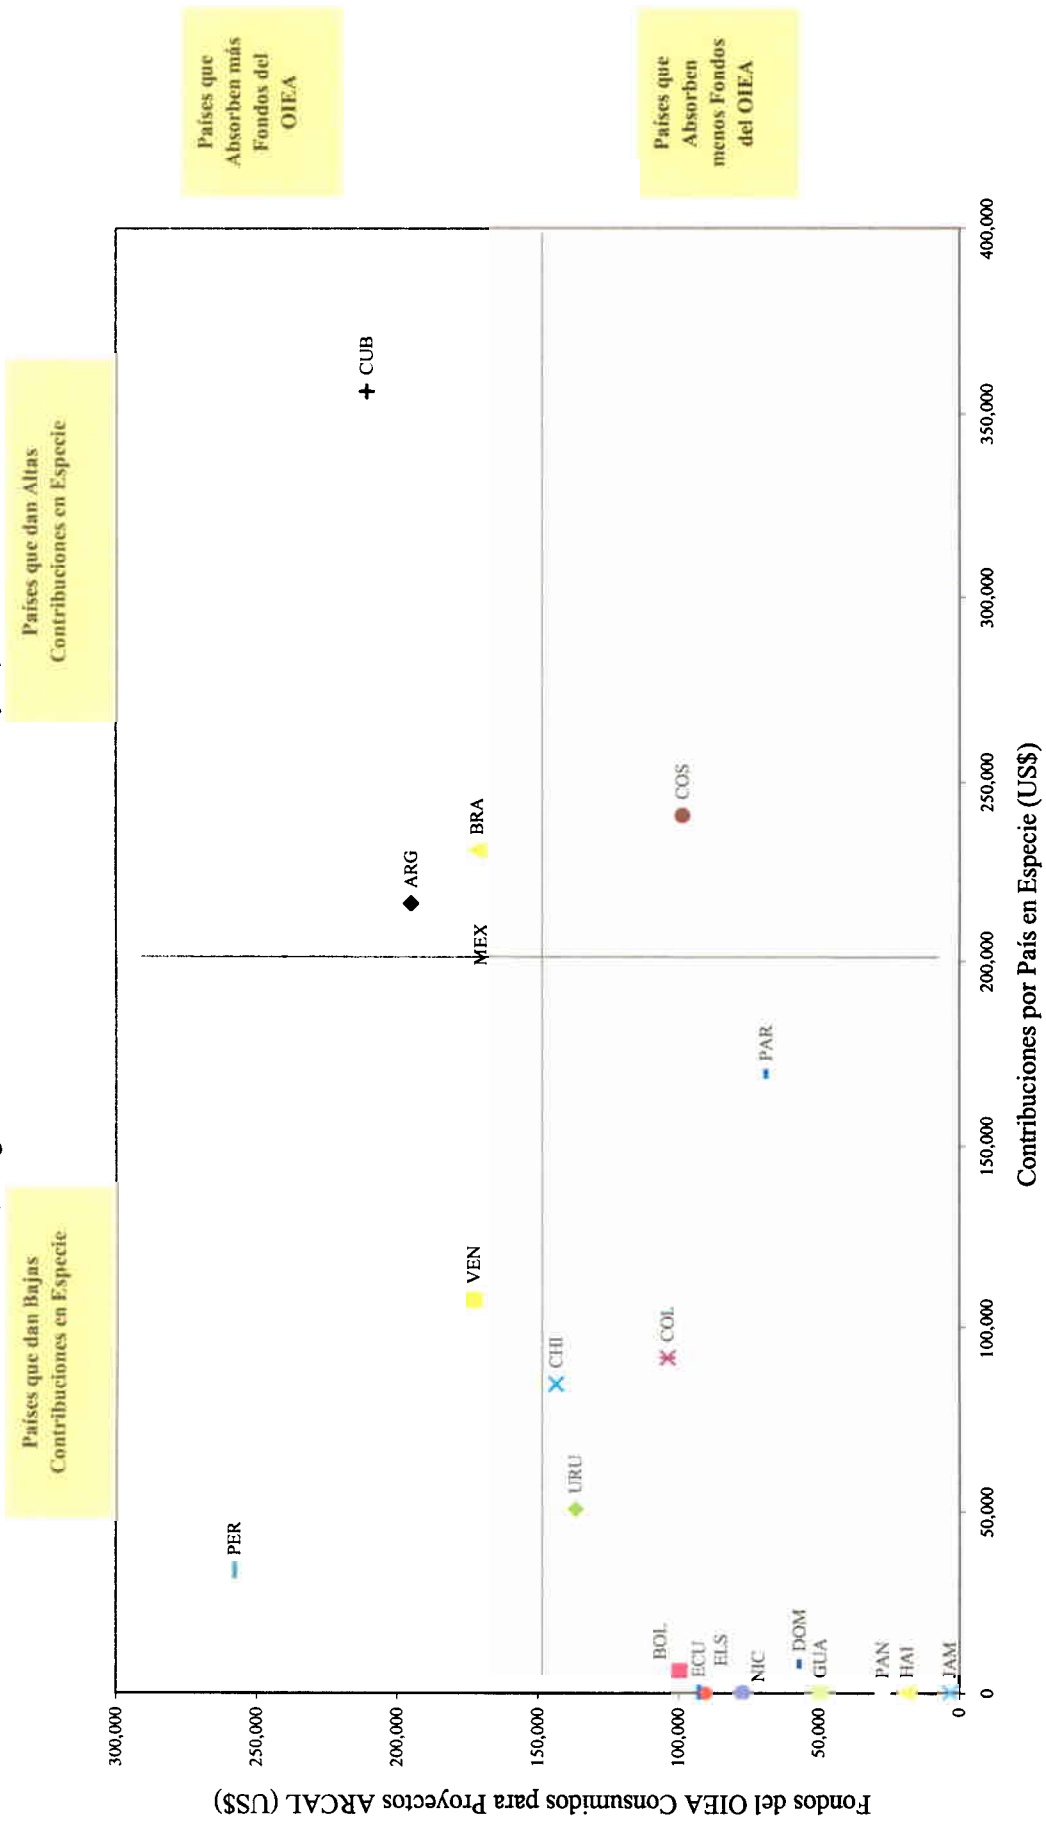 Países que dan Bajas
Contribuciones en Especie
Países que dan Altas
Contribuciones en Especie
Países que
Absorben más
Fondos del
OIEA
Países que
Absorben
menos Fondos
del OIEA
Fondos del OIEA Consumidos para Proyectos ARCAL (US$)
300,000
250,000
200,000
150,000
100,000
50,000
0
PER
CUB
ARG
VEN
MEX
BRA
CHI
URU
COL
COS
BOL
ECU
ELS
NIC
PAR
DOM
GUA
PAN
HAI
JAM
0
50,000
100,000
150,000
200,000
250,000
300,000
350,000
400,000
Contribuciones por País en Especie (US$)